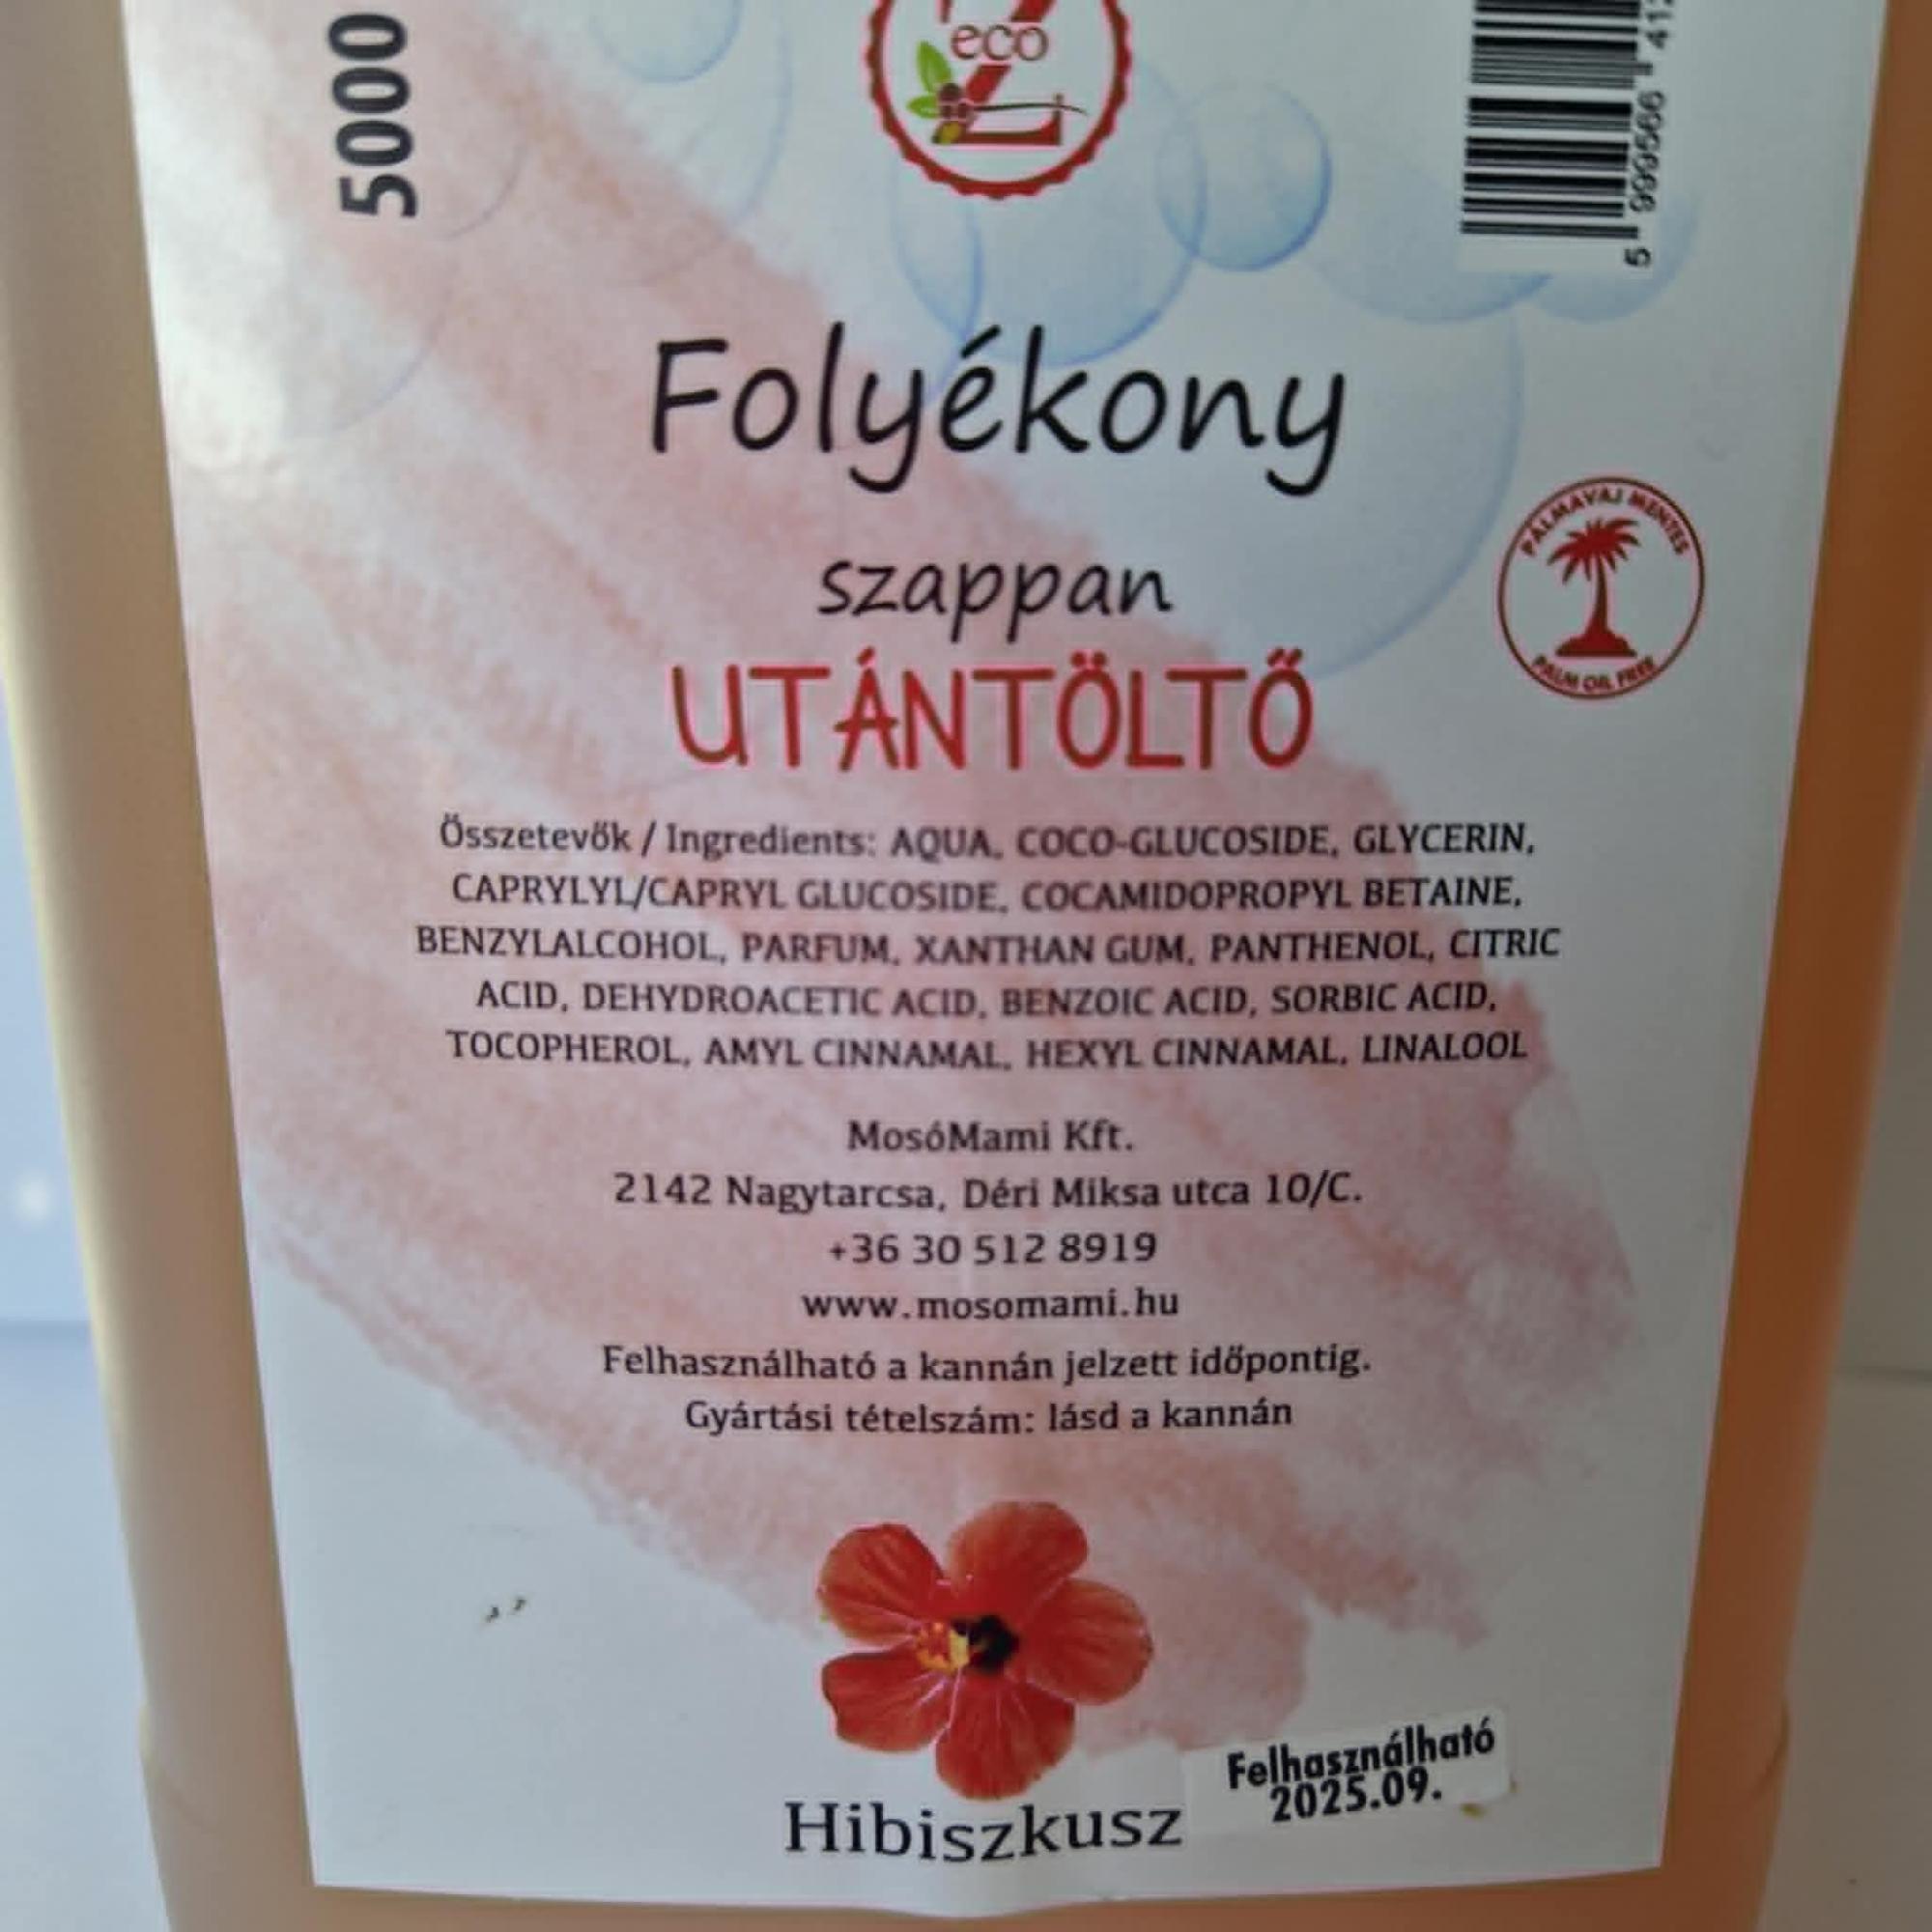 5000
eco
5 999566 41
Folyékony
szappan
UTÁNTÖLTŐ
PÁLMAVAJ MENTES
PALM OIL FREE
Összetevők / Ingredients: AQUA, COCO-GLUCOSIDE, GLYCERIN,
CAPRYLYL/CAPRYL GLUCOSIDE, COCAMIDOPROPYL BETAINE,
BENZYLALCOHOL, PARFUM, XANTHAN GUM, PANTHENOL, CITRIC
ACID, DEHYDROACETIC ACID, BENZOIC ACID, SORBIC ACID,
TOCOPHEROL, AMYL CINNAMAL, HEXYL CINNAMAL, LINALOOL
MosóMami Kft.
2142 Nagytarcsa, Déri Miksa utca 10/C.
+36 30 512 8919
www.mosomami.hu
Felhasználható a kannán jelzett időpontig.
Gyártási tételszám: lásd a kannán
Hibiszkusz
Felhasználható
2025.09.